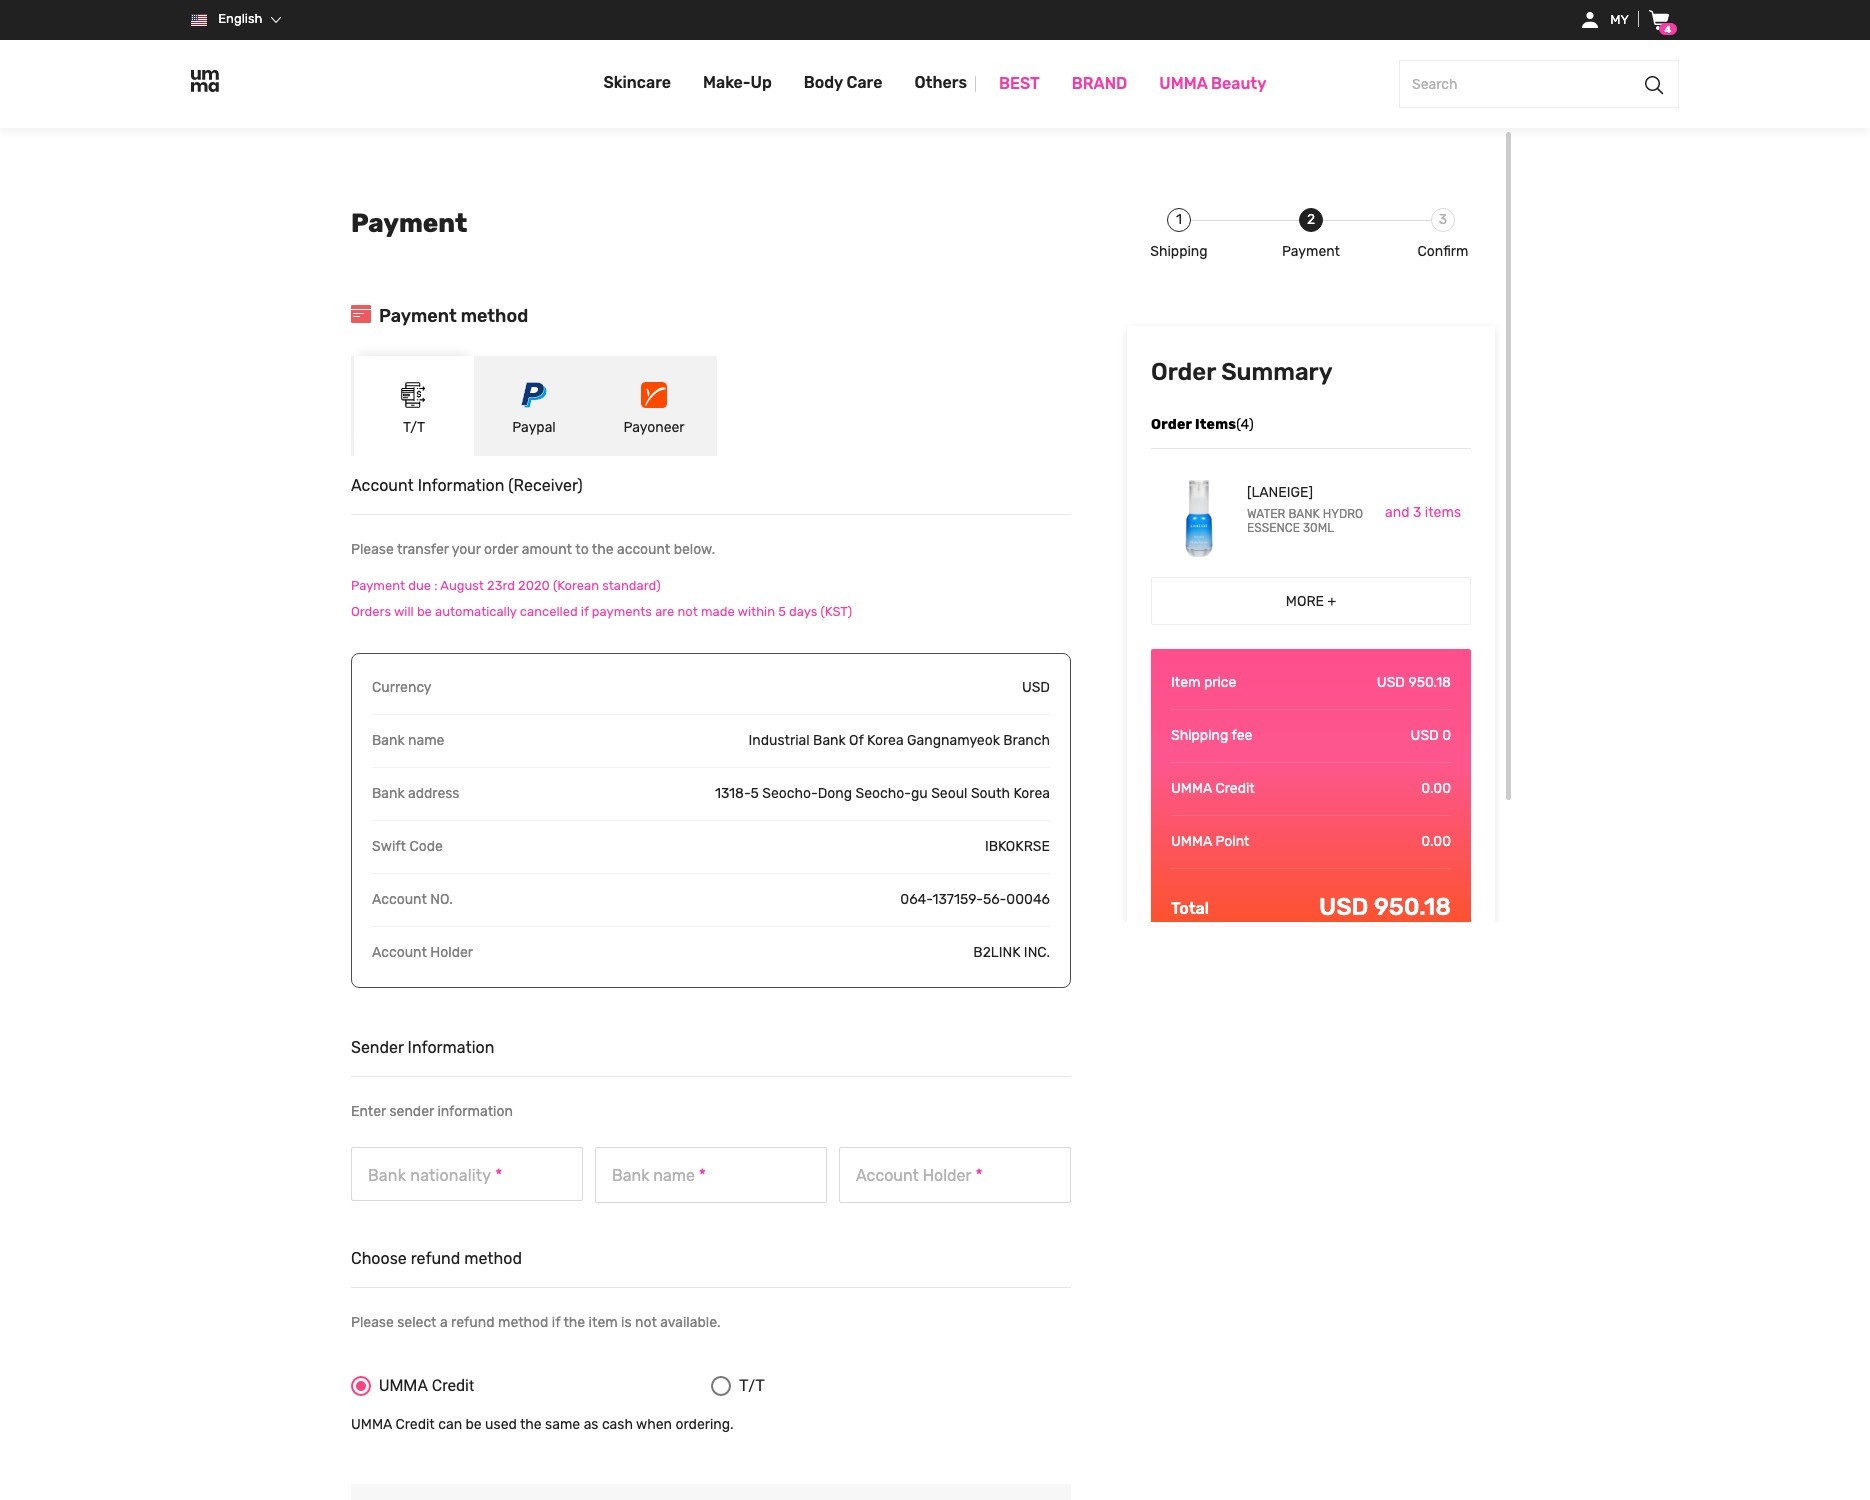 English
MY
4
um
ma
Skincare
Make-Up
Body Care
Others
BEST
BRAND
UMMA Beauty
Search
Payment
1
2
3
Shipping
Payment
Confirm
Payment method
T/T
Paypal
Payoneer
Account Information (Receiver)
Please transfer your order amount to the account below.
Payment due : August 23rd 2020 (Korean standard)
Orders will be automatically cancelled if payments are not made within 5 days (KST)
Currency USD
Bank name Industrial Bank Of Korea Gangnamyeok Branch
Bank address 1318-5 Seocho-Dong Seocho-gu Seoul South Korea
Swift Code IBKOKRSE
Account NO. 064-137159-56-00046
Account Holder B2LINK INC.
Sender Information
Enter sender information
Bank nationality *
Bank name *
Account Holder *
Choose refund method
Please select a refund method if the item is not available.
UMMA Credit
T/T
UMMA Credit can be used the same as cash when ordering.
Order Summary
Order Items(4)
[LANEIGE]
WATER BANK HYDRO
ESSENCE 30ML
and 3 items
MORE +
Item price USD 950.18
Shipping fee USD 0
UMMA Credit 0.00
UMMA Point 0.00
Total USD 950.18